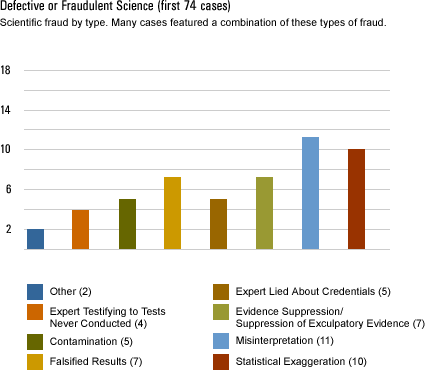 Defective or Fraudulent Science (first 74 cases)
Scientific fraud by type. Many cases featured a combination of these types of fraud.
18
14
10
6
2
Other (2)
Expert Testifying to Tests
Never Conducted (4)
Contamination (5)
Falsified Results (7)
Expert Lied About Credentials (5)
Evidence Suppression/
Suppression of Exculpatory Evidence (7)
Misinterpretation (11)
Statistical Exaggeration (10)